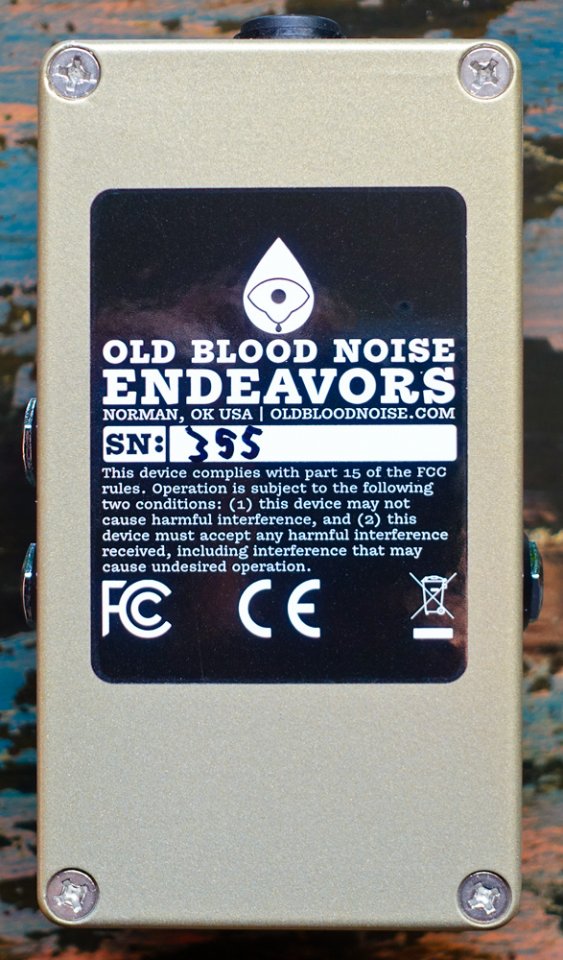 OLD BLOOD NOISE
ENDEAVORS
NORMAN, OK USA | OLDBLOODNOISE.COM
SN: 395
This device complies with part 15 of the FCC
rules. Operation is subject to the following
two conditions: (1) this device may not
cause harmful interference, and (2) this
device must accept any harmful interference
received, including interference that may
cause undesired operation.
FC CE